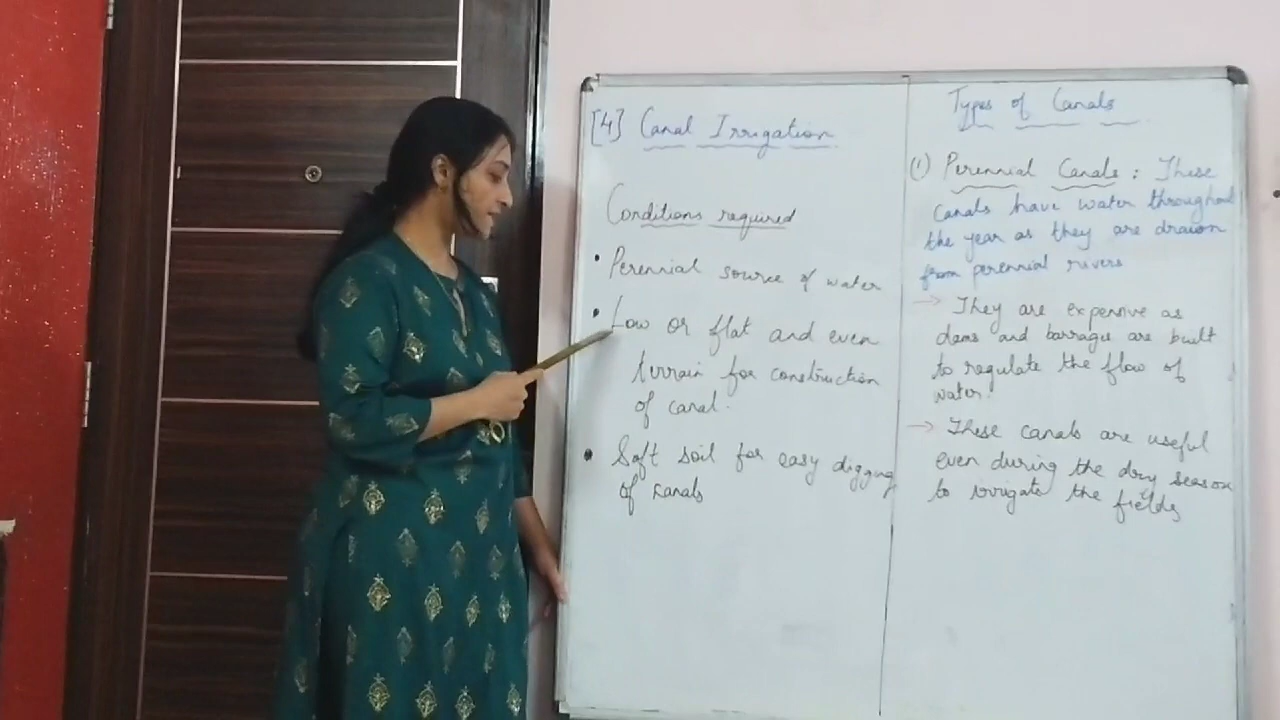 [4] Canal Irrigation
Conditions required
• Perennial source of water
• Low or flat and even
terrain for construction
of canal.
• Soft soil for easy digging
of canals
Types of Canals
(1) Perennial Canals: These
canals have water throughout
the year as they are drawn
from perennial rivers
→ They are expensive as
dams and barrages are built
to regulate the flow of
water.
→ These canals are useful
even during the dry season
to irrigate the fields